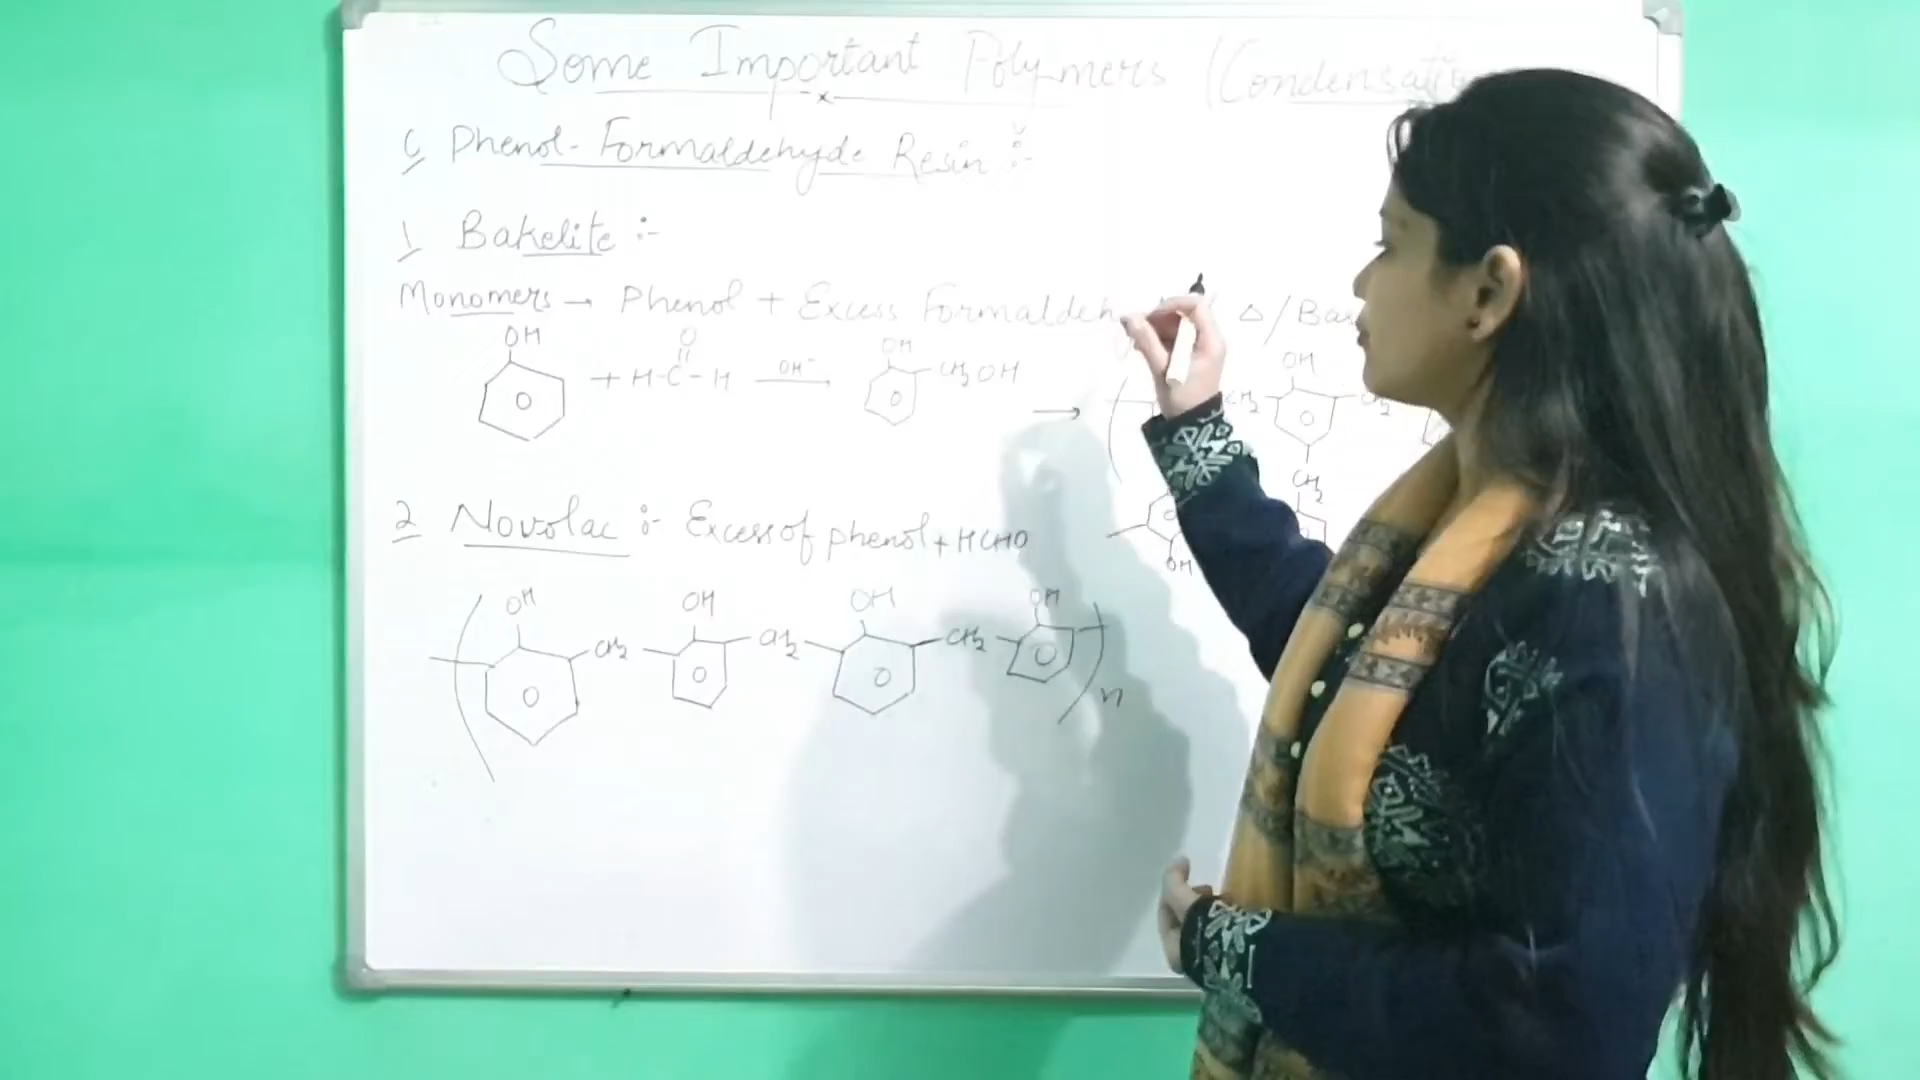 Some Important Polymers (Condensati
C Phenol-Formaldehyde Resin :-
1 Bakelite :-
Monomers → Phenol + Excess Formaldeh Δ/Bas
OH + H-C-H O OH⁻ OH CH2OH
→ CH2 OH CH2
CH2
OH
2 Novolac :- Excess of phenol + HCHO
OH OH OH OH
CH2 CH2 CH2
n